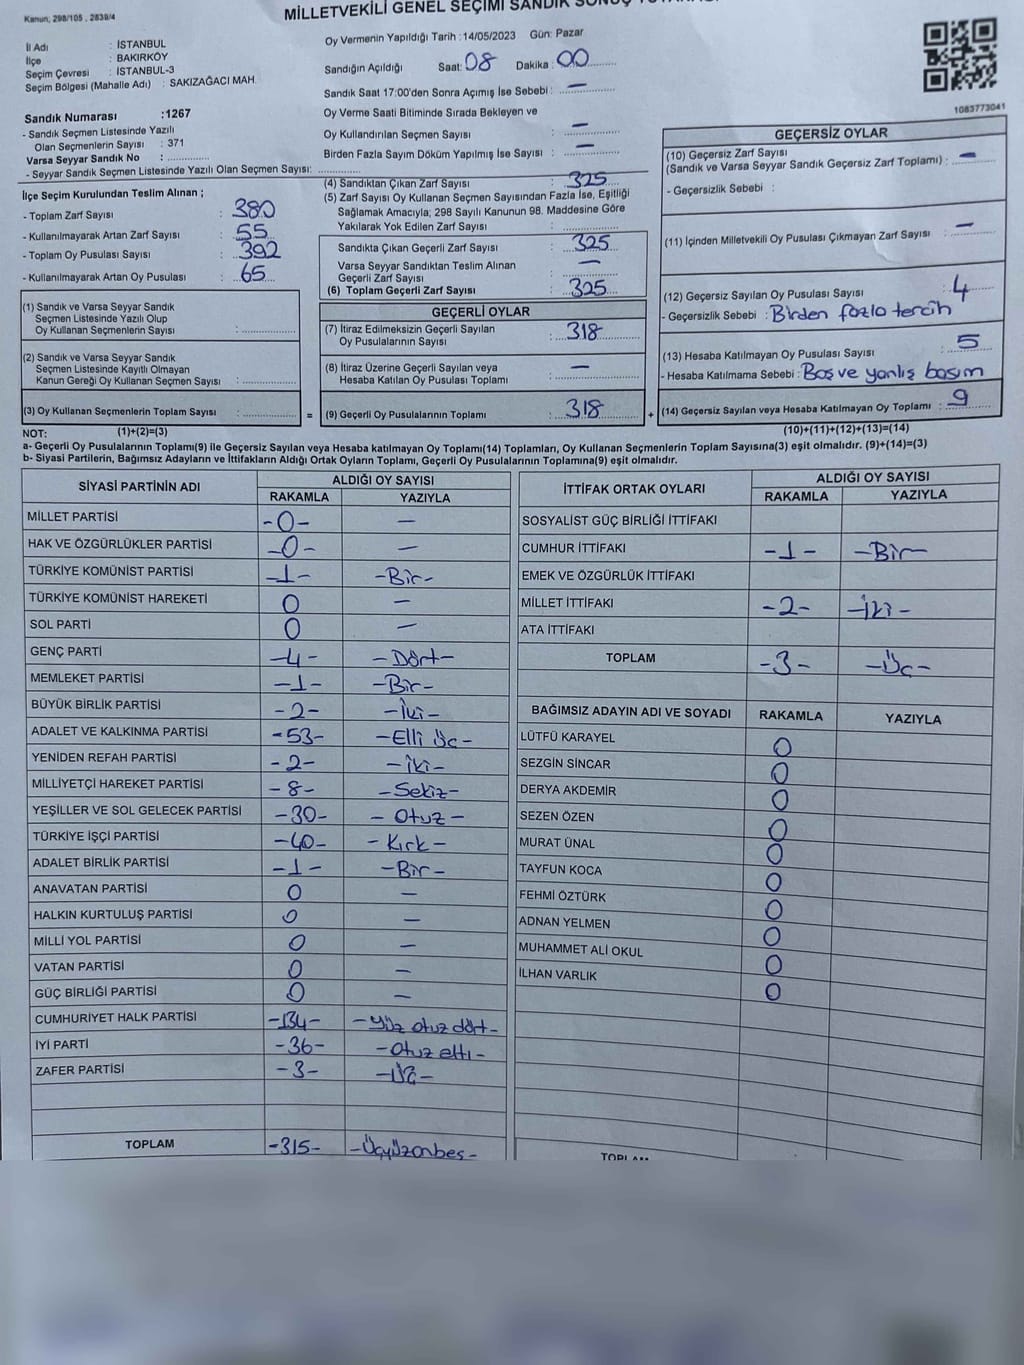 Kanun, 298/105 , 2839/4
MİLLETVEKİLİ GENEL SEÇİMİ SANDIK SONUÇ
İl Adı : İSTANBUL
İlçe : BAKIRKÖY
Seçim Çevresi : İSTANBUL-3
Seçim Bölgesi (Mahalle Adı) : SAKIZAĞACI MAH.
Sandık Numarası :1267
- Sandık Seçmen Listesinde Yazılı
Olan Seçmenlerin Sayısı : 371
Varsa Seyyar Sandık No :
- Seyyar Sandık Seçmen Listesinde Yazılı Olan Seçmen Sayısı:
Oy Vermenin Yapıldığı Tarih :14/05/2023 Gün: Pazar
Sandığın Açıldığı Saat: 08 Dakika : 00
Sandık Saat 17:00'den Sonra Açımış İse Sebebi : —
Oy Verme Saati Bitiminde Sırada Bekleyen ve
Oy Kullandırılan Seçmen Sayısı : —
Birden Fazla Sayım Döküm Yapılmış İse Sayısı : —
1083773041
İlçe Seçim Kurulundan Teslim Alınan ;
- Toplam Zarf Sayısı : 380
- Kullanılmayarak Artan Zarf Sayısı : 55
- Toplam Oy Pusulası Sayısı : 392
- Kullanılmayarak Artan Oy Pusulası : 65
(1) Sandık ve Varsa Seyyar Sandık
Seçmen Listesinde Yazılı Olup
Oy Kullanan Seçmenlerin Sayısı :
(2) Sandık ve Varsa Seyyar Sandık
Seçmen Listesinde Kayıtlı Olmayan
Kanun Gereği Oy Kullanan Seçmen Sayısı :
(3) Oy Kullanan Seçmenlerin Toplam Sayısı : =
(4) Sandıktan Çıkan Zarf Sayısı : 325
(5) Zarf Sayısı Oy Kullanan Seçmen Sayısından Fazla İse, Eşitliği
Sağlamak Amacıyla; 298 Sayılı Kanunun 98. Maddesine Göre
Yakılarak Yok Edilen Zarf Sayısı :
Sandıkta Çıkan Geçerli Zarf Sayısı : 325
Varsa Seyyar Sandıktan Teslim Alınan
Geçerli Zarf Sayısı : —
(6) Toplam Geçerli Zarf Sayısı : 325
GEÇERLİ OYLAR
(7) İtiraz Edilmeksizin Geçerli Sayılan
Oy Pusulalarının Sayısı : 318
(8) İtiraz Üzerine Geçerli Sayılan veya
Hesaba Katılan Oy Pusulası Toplamı : —
(9) Geçerli Oy Pusulalarının Toplamı : 318 +
GEÇERSİZ OYLAR
(10) Geçersiz Zarf Sayısı
(Sandık ve Varsa Seyyar Sandık Geçersiz Zarf Toplamı) : —
- Geçersizlik Sebebi :
(11) İçinden Milletvekili Oy Pusulası Çıkmayan Zarf Sayısı : —
(12) Geçersiz Sayılan Oy Pusulası Sayısı : 4
- Geçersizlik Sebebi : Birden fazla tercih
(13) Hesaba Katılmayan Oy Pusulası Sayısı : 5
- Hesaba Katılmama Sebebi : Boş ve yanlış basım
(14) Geçersiz Sayılan veya Hesaba Katılmayan Oy Toplamı : 9
NOT: (1)+(2)=(3) (10)+(11)+(12)+(13)=(14)
a- Geçerli Oy Pusulalarının Toplamı(9) ile Geçersiz Sayılan veya Hesaba katılmayan Oy Toplamı(14) Toplamları, Oy Kullanan Seçmenlerin Toplam Sayısına(3) eşit olmalıdır. (9)+(14)=(3)
b- Siyasi Partilerin, Bağımsız Adayların ve İttifakların Aldığı Ortak Oyların Toplamı, Geçerli Oy Pusulalarının Toplamına(9) eşit olmalıdır.
SİYASİ PARTİNİN ADI ALDIĞI OY SAYISI
RAKAMLA YAZIYLA
MİLLET PARTİSİ -0- —
HAK VE ÖZGÜRLÜKLER PARTİSİ -0- —
TÜRKİYE KOMÜNİST PARTİSİ -1- -Bir-
TÜRKİYE KOMÜNİST HAREKETİ 0 —
SOL PARTİ 0 —
GENÇ PARTİ -4- -Dört-
MEMLEKET PARTİSİ -1- -Bir-
BÜYÜK BİRLİK PARTİSİ -2- -İki-
ADALET VE KALKINMA PARTİSİ -53- -Elli Üç-
YENİDEN REFAH PARTİSİ -2- -İki-
MİLLİYETÇİ HAREKET PARTİSİ -8- -Sekiz-
YEŞİLLER VE SOL GELECEK PARTİSİ -30- -Otuz-
TÜRKİYE İŞÇİ PARTİSİ -40- -Kırk-
ADALET BİRLİK PARTİSİ -1- -Bir-
ANAVATAN PARTİSİ 0 —
HALKIN KURTULUŞ PARTİSİ 0 —
MİLLİ YOL PARTİSİ 0 —
VATAN PARTİSİ 0 —
GÜÇ BİRLİĞİ PARTİSİ 0 —
CUMHURİYET HALK PARTİSİ -134- -Yüz otuz dört-
İYİ PARTİ -36- -Otuz altı-
ZAFER PARTİSİ -3- -Üç-
TOPLAM -315- -Üçyüzonbeş-
İTTİFAK ORTAK OYLARI ALDIĞI OY SAYISI
RAKAMLA YAZIYLA
SOSYALİST GÜÇ BİRLİĞİ İTTİFAKI
CUMHUR İTTİFAKI -1- -Bir-
EMEK VE ÖZGÜRLÜK İTTİFAKI
MİLLET İTTİFAKI -2- -İki-
ATA İTTİFAKI
TOPLAM -3- -Üç-
BAĞIMSIZ ADAYIN ADI VE SOYADI RAKAMLA YAZIYLA
LÜTFÜ KARAYEL 0
SEZGİN SİNCAR 0
DERYA AKDEMİR 0
SEZEN ÖZEN 0
MURAT ÜNAL 0
TAYFUN KOCA 0
FEHMİ ÖZTÜRK 0
ADNAN YELMEN 0
MUHAMMET ALİ OKUL 0
İLHAN VARLIK 0